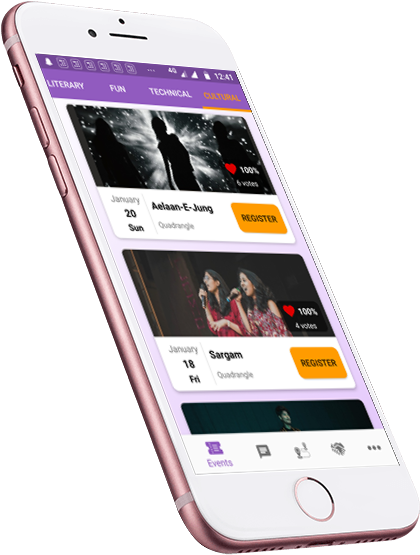 4G 12:41
LITERARY FUN TECHNICAL CULTURAL
100%
6 votes
January
20
Sun
Aelaan-E-Jung
Quadrangle
REGISTER
100%
4 votes
January
18
Fri
Sargam
Quadrangle
REGISTER
Events